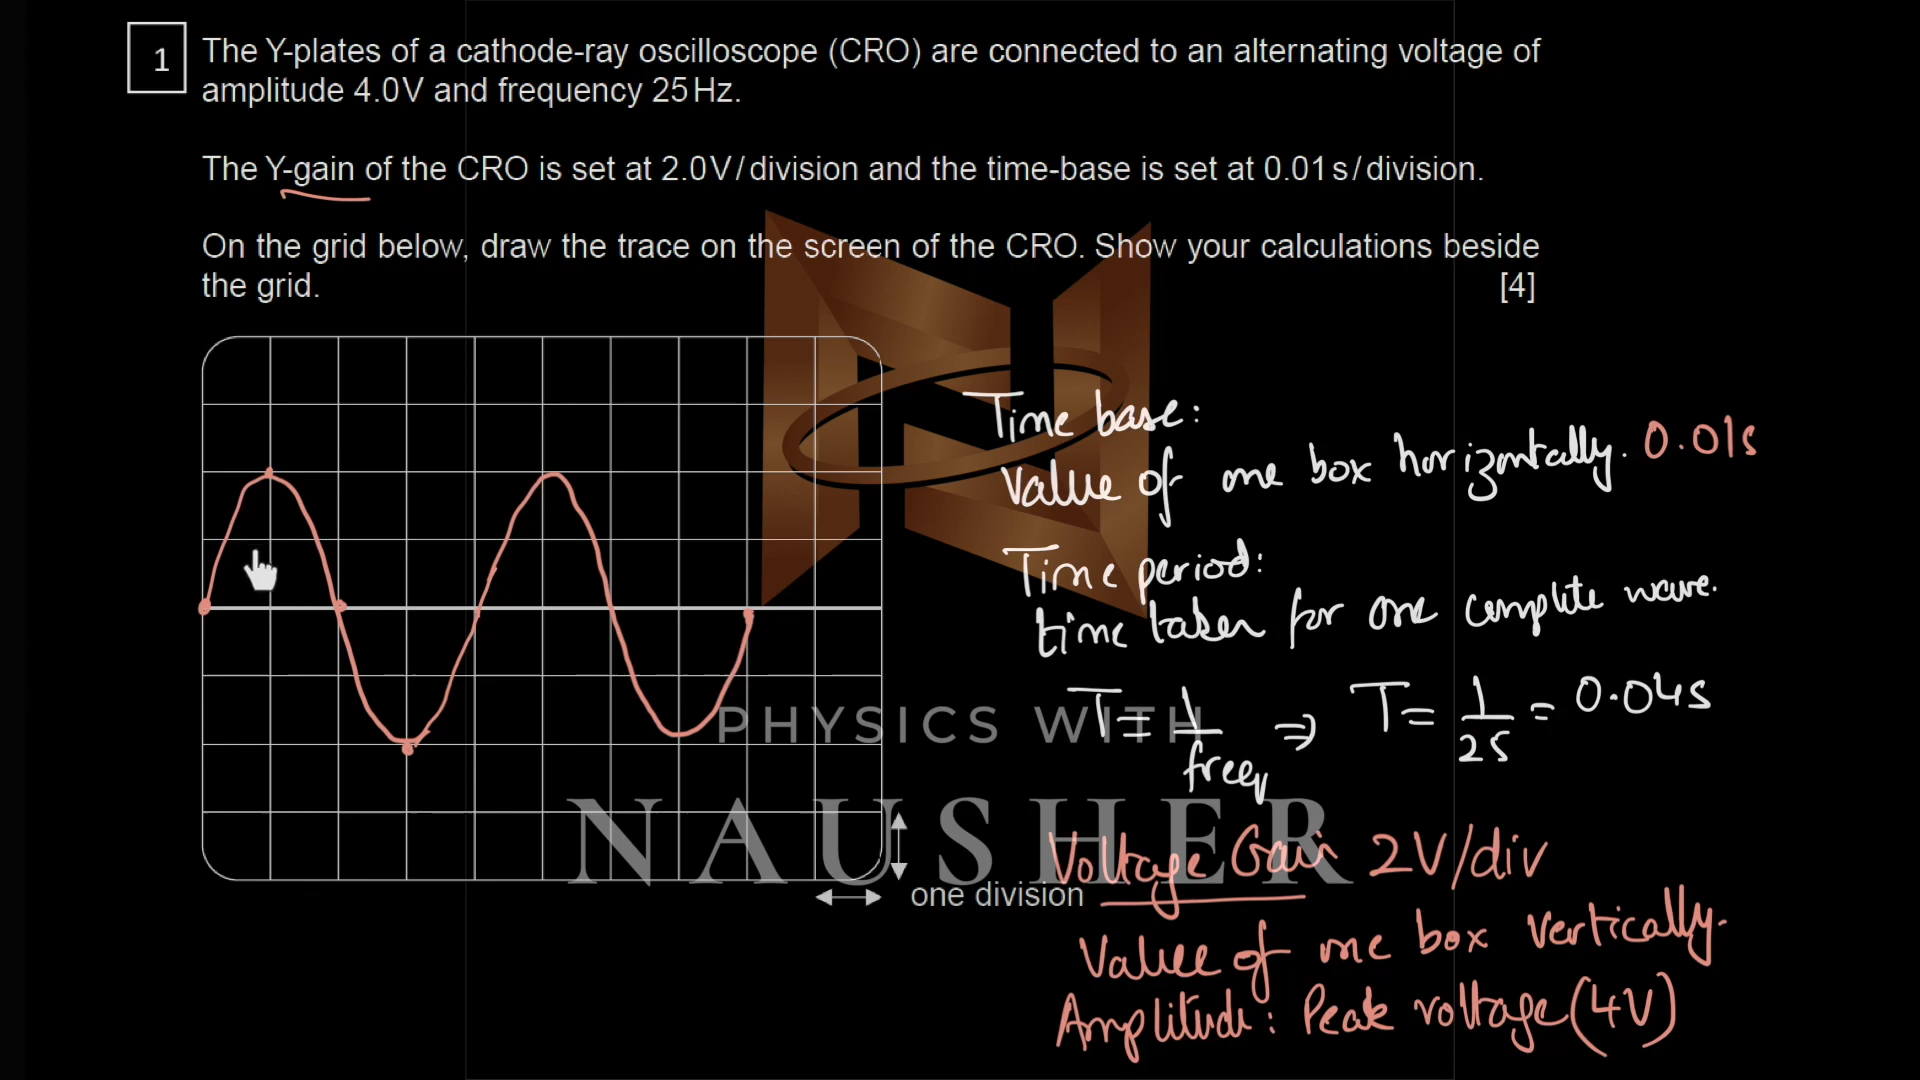 1
The Y-plates of a cathode-ray oscilloscope (CRO) are connected to an alternating voltage of
amplitude 4.0 V and frequency 25 Hz.
The Y-gain of the CRO is set at 2.0 V / division and the time-base is set at 0.01 s / division.
On the grid below, draw the trace on the screen of the CRO. Show your calculations beside
the grid. [4]
Time base:
Value of one box horizontally. 0.01s
Time period:
time taken for one complete wave.
T = 1/freq ⇒ T = 1/25 = 0.04s
PHYSICS WITH
NAUSHER
Voltage Gain 2V/div
one division
Value of one box vertically.
Amplitude: Peak voltage (4V)